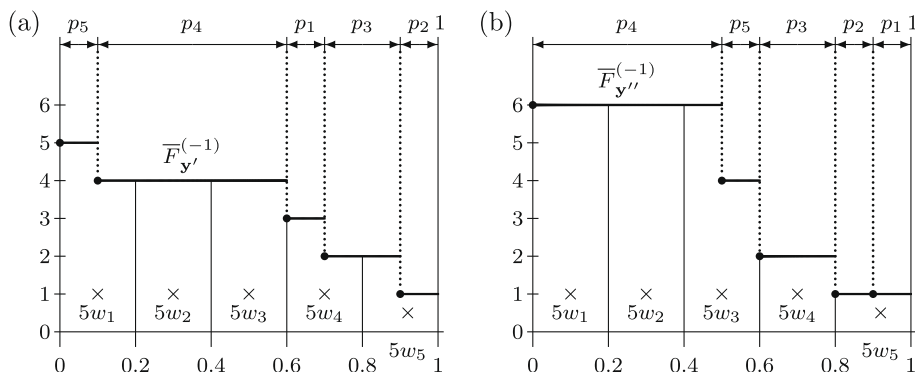 (a) p₅ p₄ p₁ p₃ p₂ 1
6
5
F̅_{𝐲′}^{(−1)}
4
3
2
1 × × × ×
5w₁ 5w₂ 5w₃ 5w₄ ×
0
5w₅
0 0.2 0.4 0.6 0.8 1
(b) p₄ p₅ p₃ p₂ p₁ 1
F̅_{𝐲″}^{(−1)}
6
5
4
3
2
1 × × × ×
5w₁ 5w₂ 5w₃ 5w₄ ×
0
5w₅
0 0.2 0.4 0.6 0.8 1